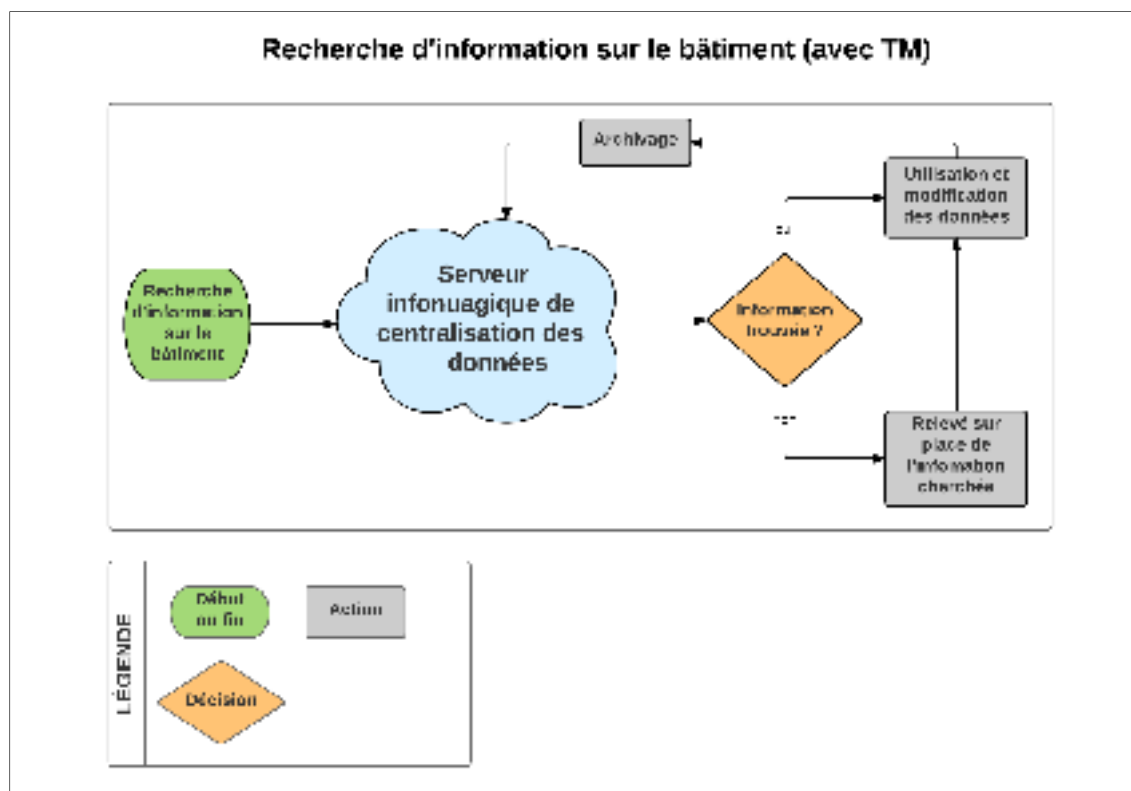 Recherche d'information sur le bâtiment (avec TM)
Archivage
Utilisation et
modification
des données
Recherche
d'information
sur le
bâtiment
Serveur
infonuagique de
centralisation des
données
Information
trouvée ?
Relevé sur
place de
l'infomation
cherchée
LÉGENDE
Début
ou fin
Action
Décision